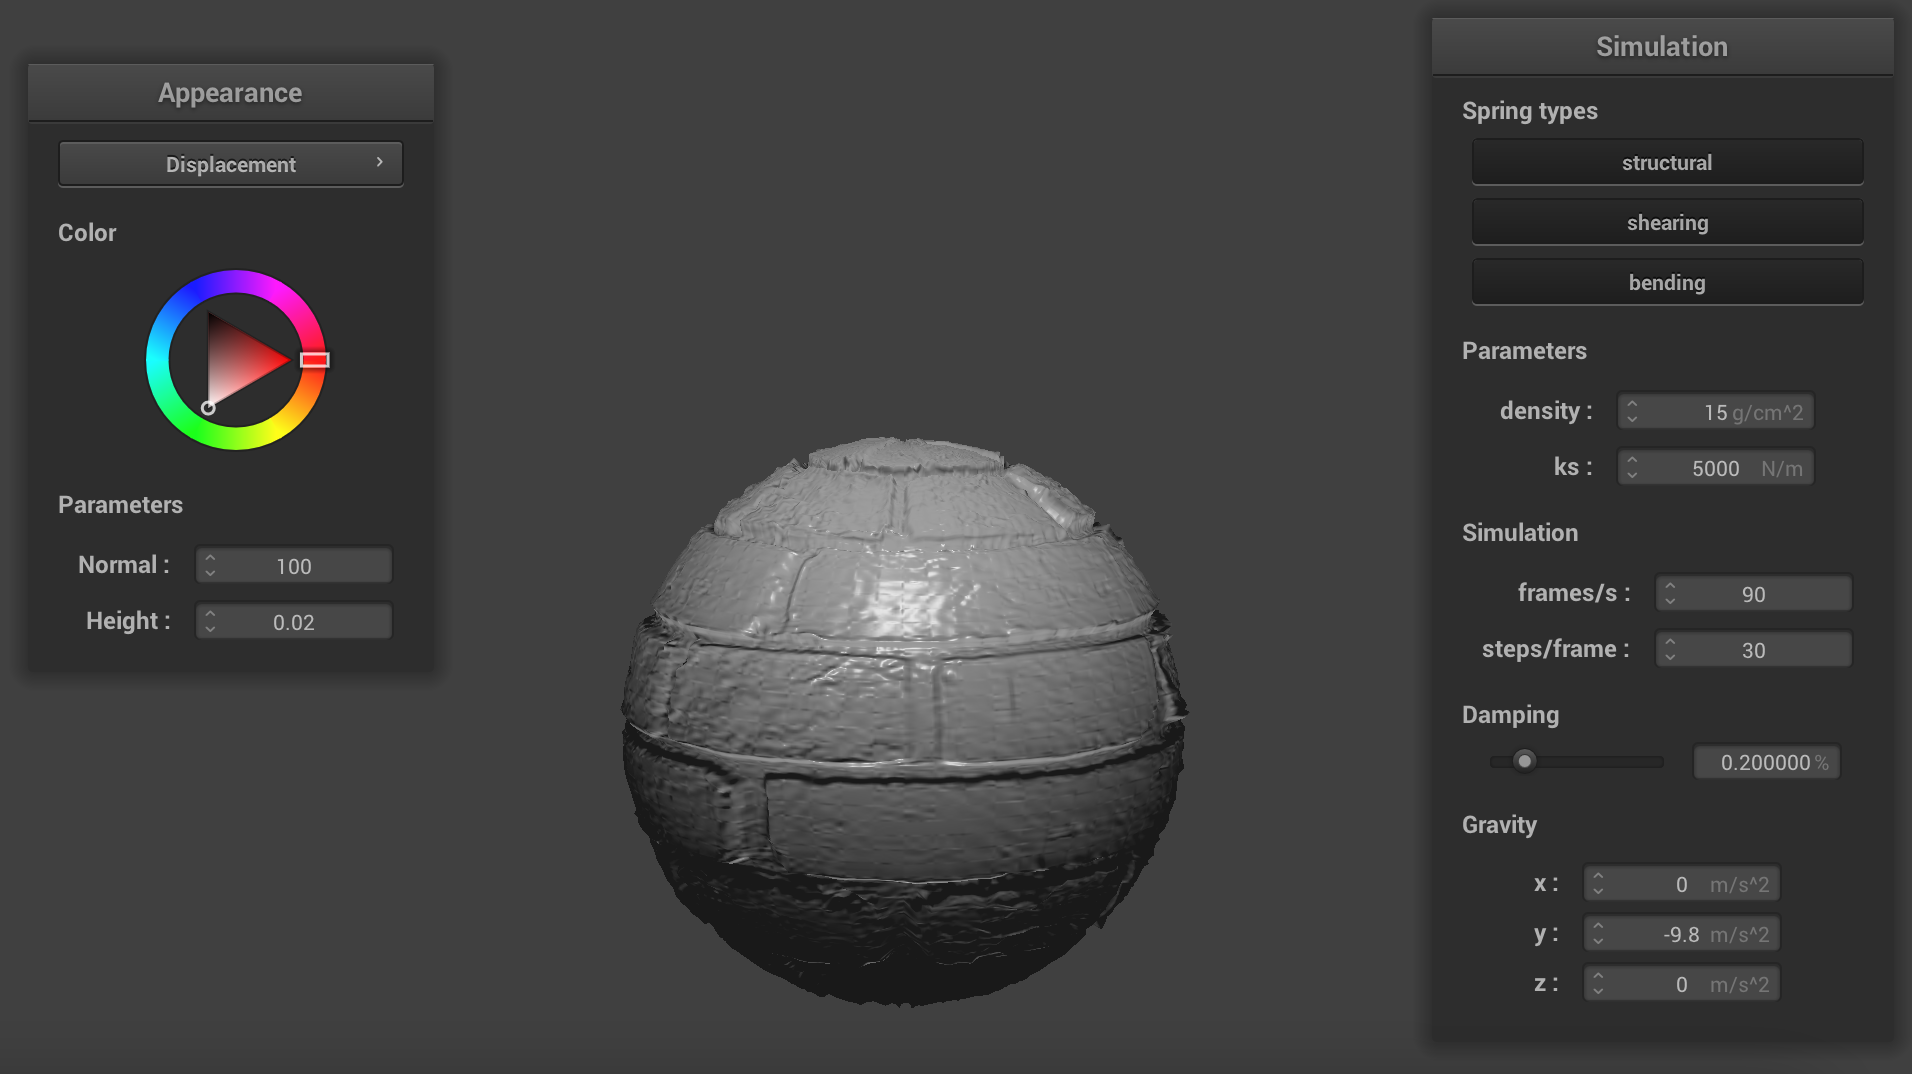 Appearance
Displacement
Color
Parameters
Normal : 100
Height : 0.02
Simulation
Spring types
structural
shearing
bending
Parameters
density : 15 g/cm^2
ks : 5000 N/m
Simulation
frames/s : 90
steps/frame : 30
Damping
0.200000 %
Gravity
x : 0 m/s^2
y : -9.8 m/s^2
z : 0 m/s^2